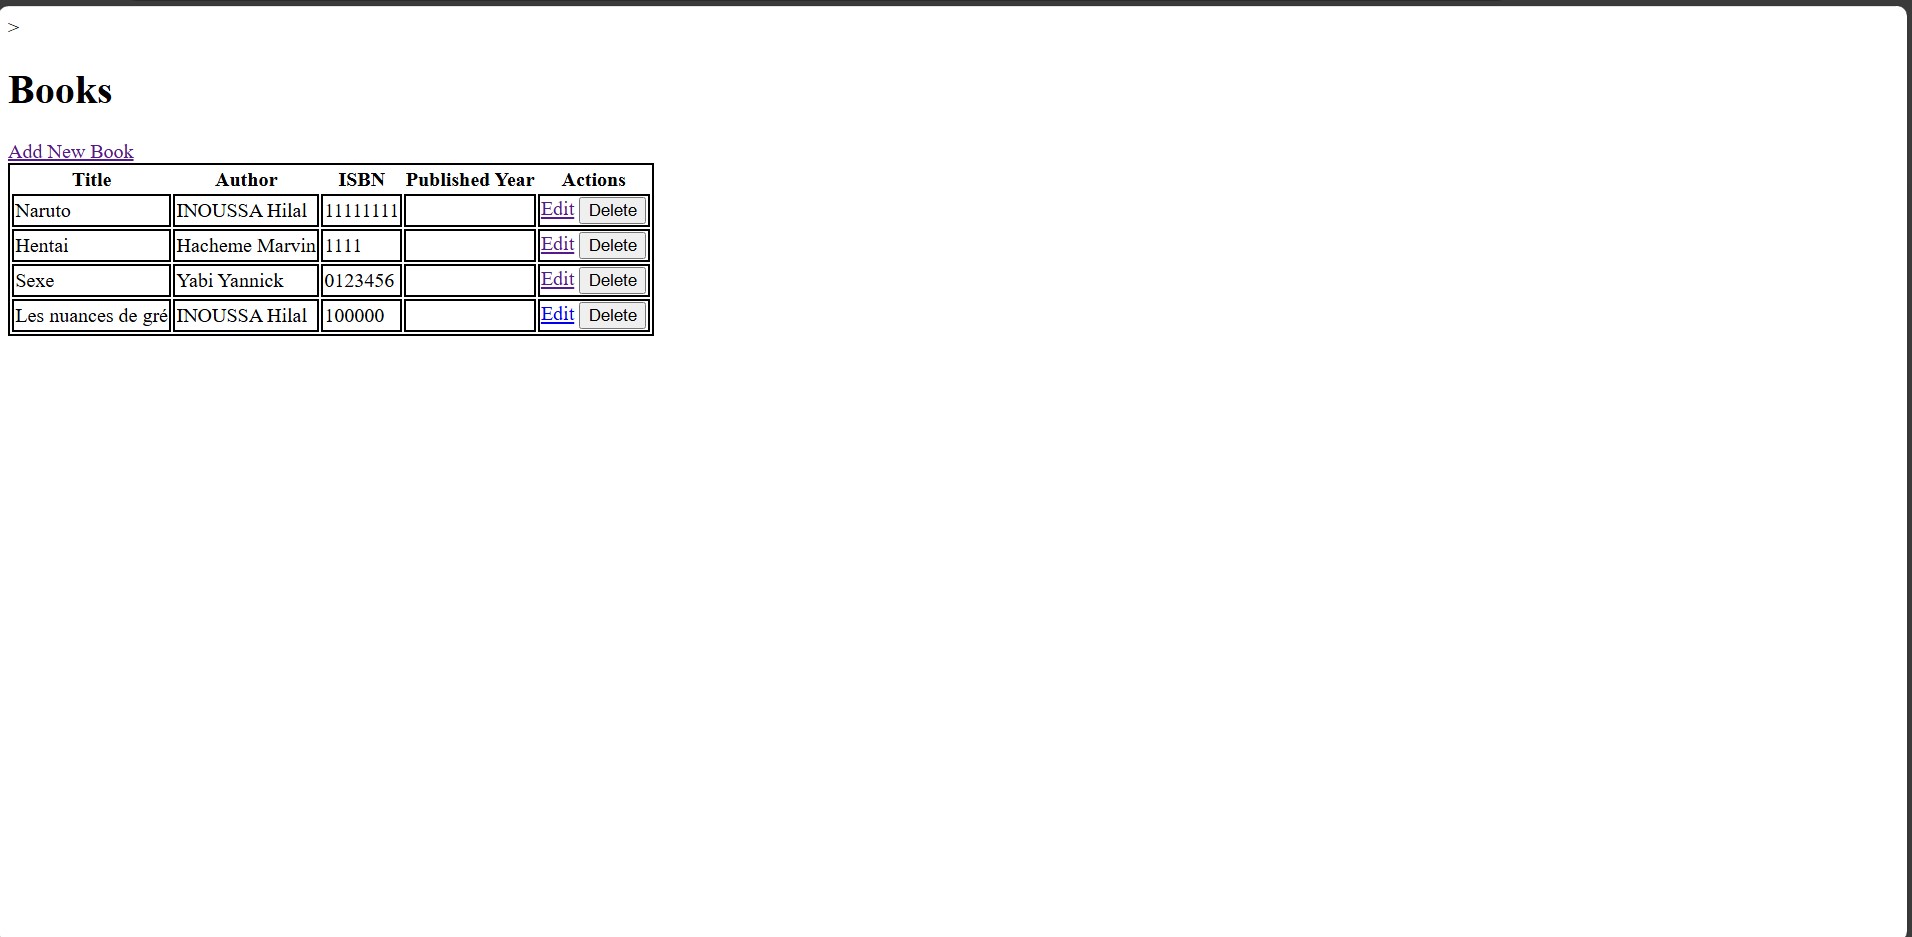 >
Books
Add New Book
Title Author ISBN Published Year Actions
Naruto INOUSSA Hilal 11111111 Edit Delete
Hentai Hacheme Marvin 1111 Edit Delete
Sexe Yabi Yannick 0123456 Edit Delete
Les nuances de gré INOUSSA Hilal 100000 Edit Delete